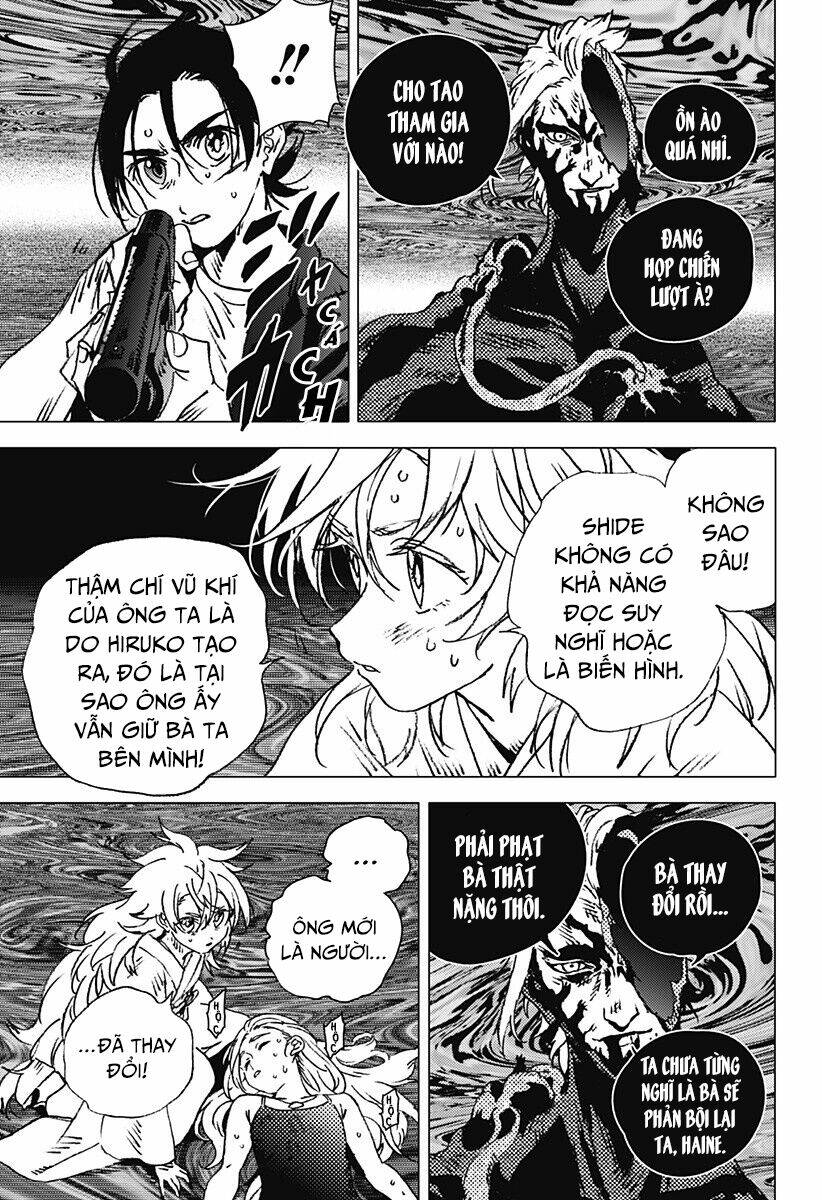 ỒN ÀO
QUÁ NHỈ.
ĐANG
HỌP CHIẾN
LƯỢT À?
CHO TAO
THAM GIA
VỚI NÀO!
!!
CÁCH
KHÔNG
SAO
ĐÂU!
SHIDE
KHÔNG CÓ
KHẢ NĂNG
ĐỌC SUY
NGHĨ HOẶC
LÀ BIẾN HÌNH.
THẬM CHÍ VŨ KHÍ
CỦA ÔNG TA LÀ
DO HIRUKO TẠO
RA, ĐÓ LÀ TẠI
SAO ÔNG ẤY
VẪN GIỮ BÀ TA
BÊN MÌNH!
BÀ THAY
ĐỔI RỒI...
PHẢI PHẠT
BÀ THẬT
NẶNG THÔI.
TA CHƯA TỪNG
NGHĨ LÀ BÀ SẼ
PHẢN BỘI LẠI
TA, HAINE.
...
ÔNG MỚI
LÀ NGƯỜI...
...ĐÃ THAY
ĐỔI!
HỘC
HỘC
HỘC